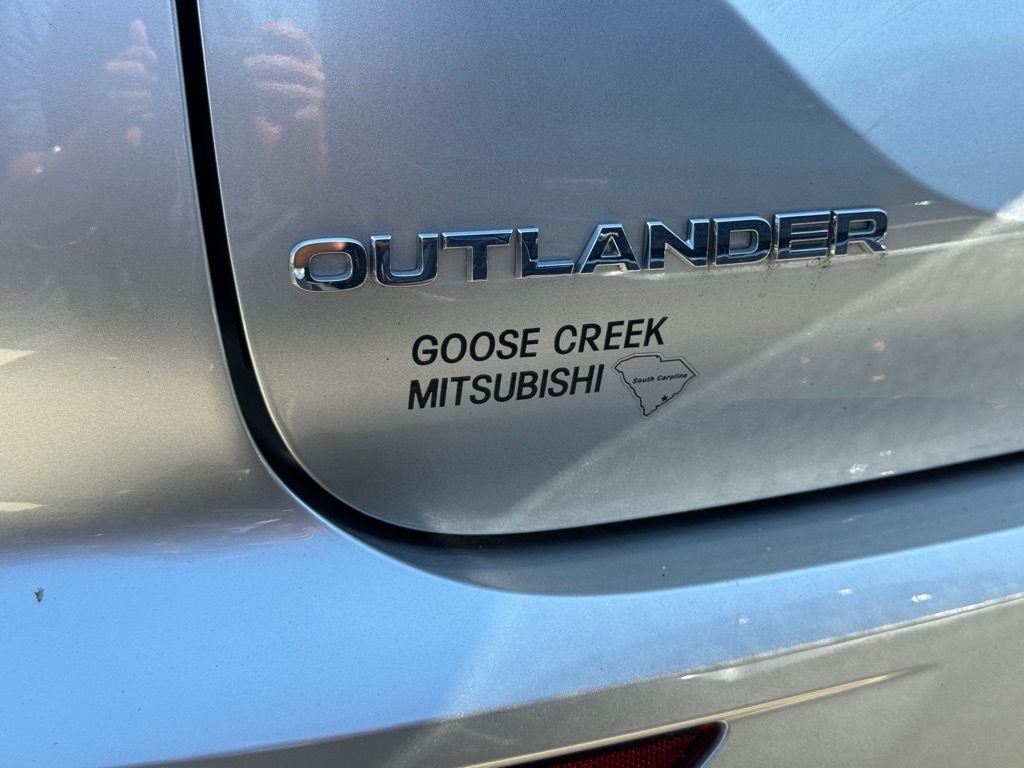 OUTLANDER
GOOSE CREEK
MITSUBISHI
South Carolina